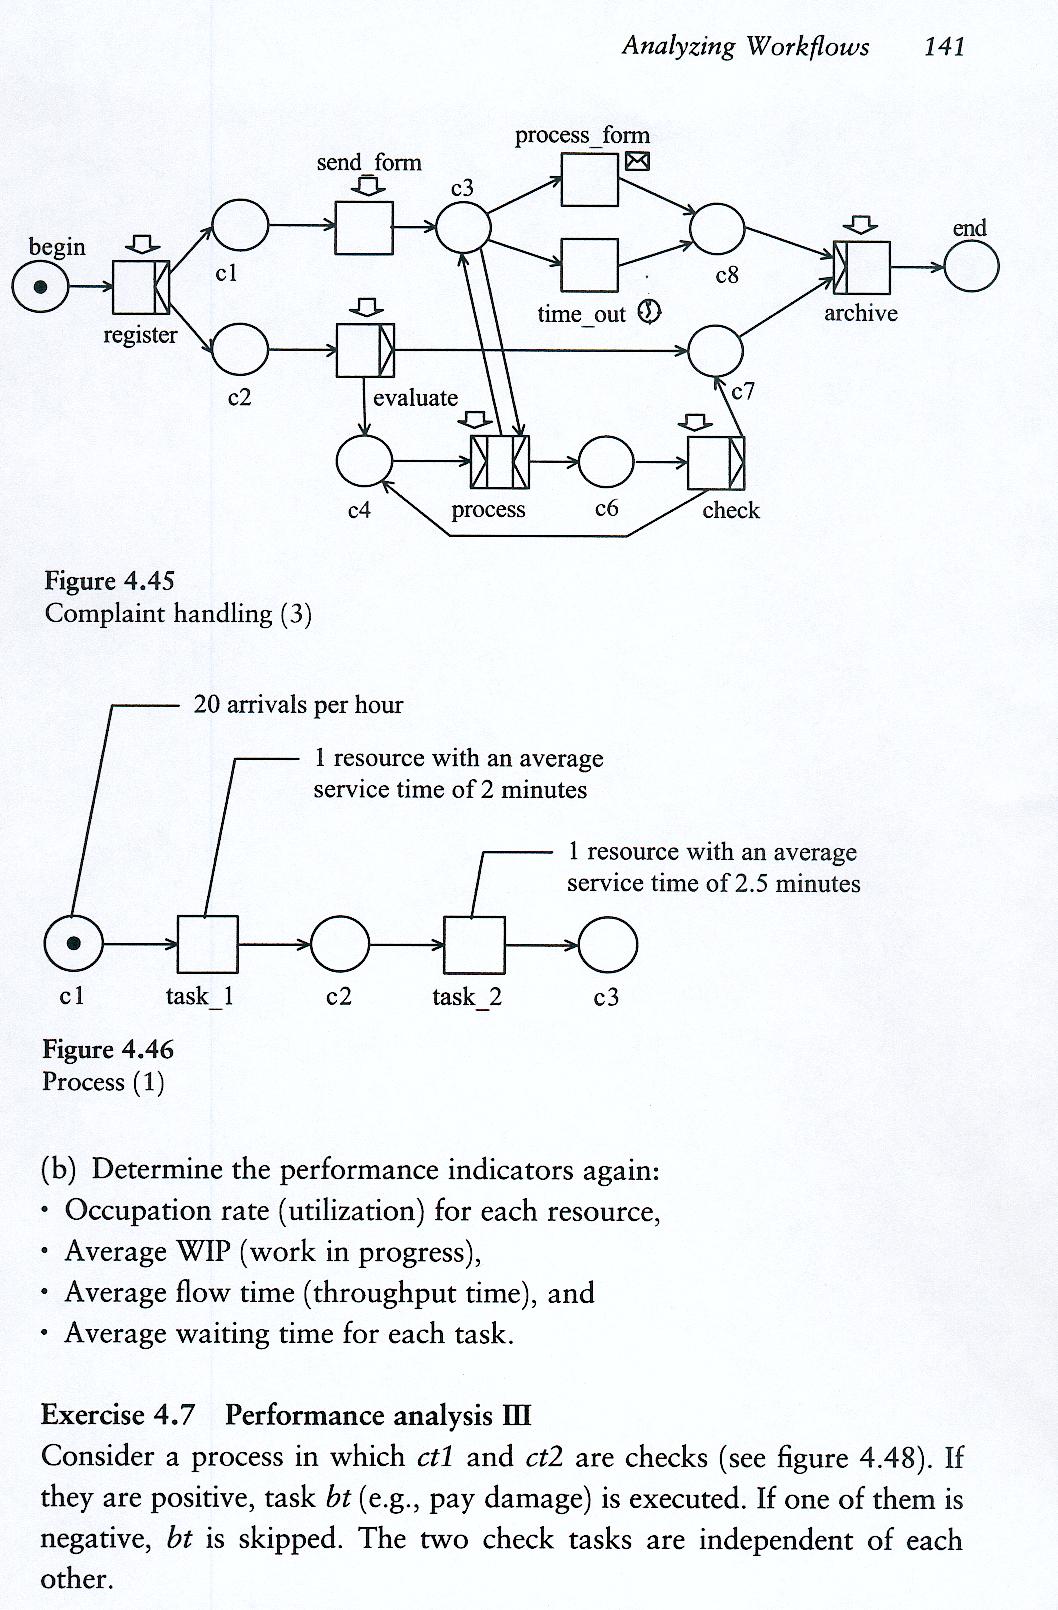 Analyzing Workflows 141
process_form
send_form
c3
begin
end
c1
c8
register
time_out
archive
c2
evaluate
c7
c4
process
c6
check
Figure 4.45
Complaint handling (3)
20 arrivals per hour
1 resource with an average
service time of 2 minutes
1 resource with an average
service time of 2.5 minutes
c1
task_1
c2
task_2
c3
Figure 4.46
Process (1)
(b) Determine the performance indicators again:
• Occupation rate (utilization) for each resource,
• Average WIP (work in progress),
• Average flow time (throughput time), and
• Average waiting time for each task.
Exercise 4.7 Performance analysis III
Consider a process in which ct1 and ct2 are checks (see figure 4.48). If
they are positive, task bt (e.g., pay damage) is executed. If one of them is
negative, bt is skipped. The two check tasks are independent of each
other.